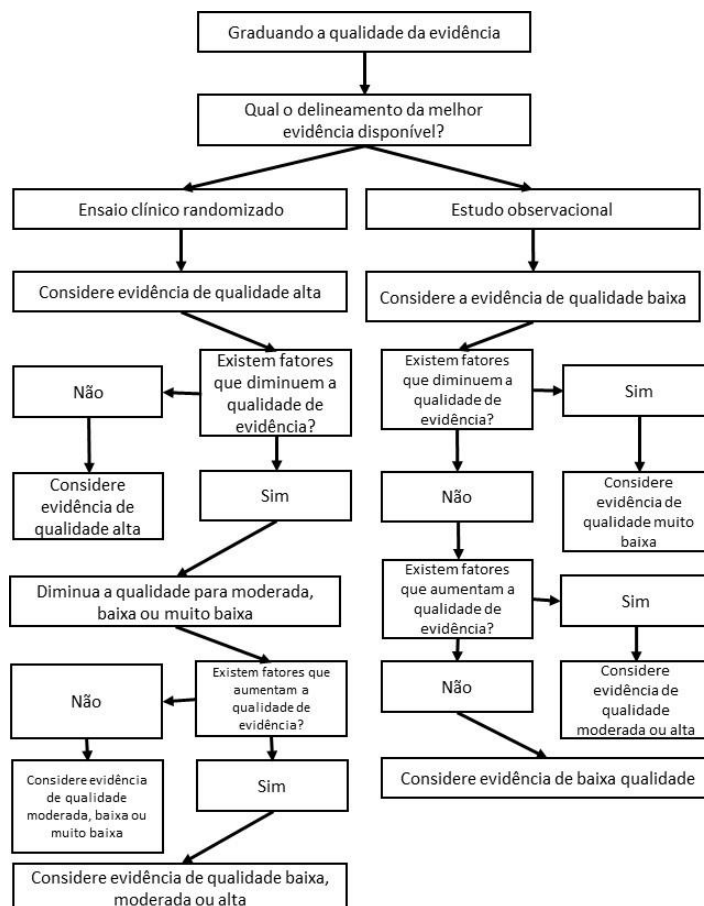 Graduando a qualidade da evidência
Qual o delineamento da melhor
evidência disponível?
Ensaio clínico randomizado
Estudo observacional
Considere evidência de qualidade alta
Considere a evidência de qualidade baixa
Existem fatores
que diminuem a
qualidade de
evidência?
Não
Considere
evidência de
qualidade alta
Sim
Diminua a qualidade para moderada,
baixa ou muito baixa
Existem fatores que
aumentam a
qualidade de
evidência?
Não
Considere evidência
de qualidade
moderada, baixa ou
muito baixa
Sim
Considere evidência de qualidade baixa,
moderada ou alta
Existem fatores
que diminuem a
qualidade de
evidência?
Sim
Considere
evidência de
qualidade muito
baixa
Não
Existem fatores
que aumentam a
qualidade de
evidência?
Sim
Considere
evidência de
qualidade
moderada ou alta
Não
Considere evidência de baixa qualidade